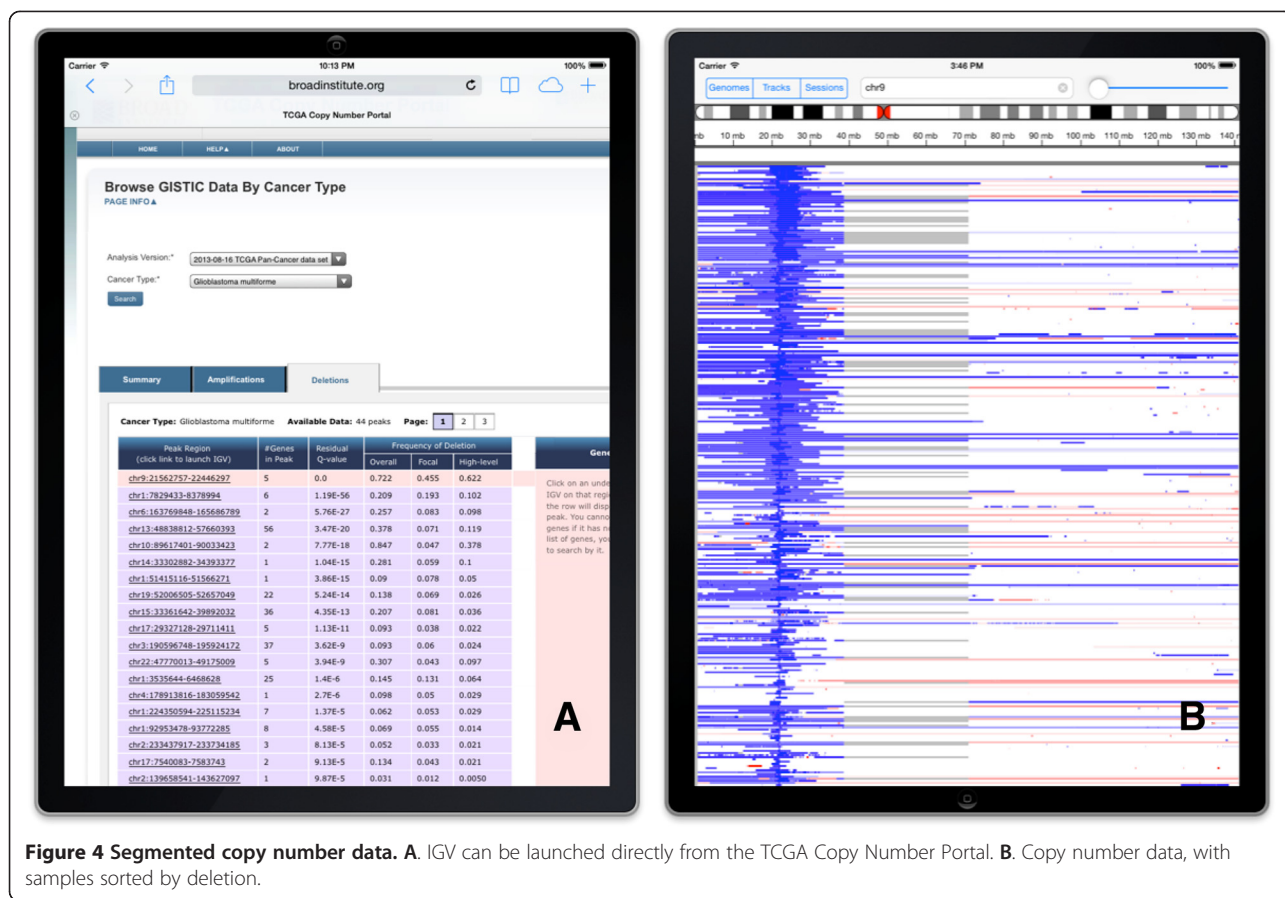 Carrier 10:13 PM 100%
broadinstitute.org
TCGA Copy Number Portal
HOME HELP▲ ABOUT
Browse GISTIC Data By Cancer Type
PAGE INFO▲
Analysis Version:* 2013-08-16 TCGA Pan-Cancer data set
Cancer Type:* Glioblastoma multiforme
Search
Summary Amplifications Deletions
Cancer Type: Glioblastoma multiforme Available Data: 44 peaks Page: 1 2 3
Peak Region #Genes Residual Frequency of Deletion
(click link to launch IGV) in Peak Q-value Overall Focal High-level Gene
chr9:21562757-22446297 5 0.0 0.722 0.455 0.622
chr1:7829433-8378994 6 1.19E-56 0.209 0.193 0.102
chr6:163769848-165686789 2 5.76E-27 0.257 0.083 0.098
chr13:48838812-57660393 56 3.47E-20 0.378 0.071 0.119
chr10:89617401-90033423 2 7.77E-18 0.847 0.047 0.378
chr14:33302882-34393377 1 1.04E-15 0.281 0.059 0.1
chr1:51415116-51566271 1 3.86E-15 0.09 0.078 0.05
chr19:52006505-52657049 22 5.24E-14 0.138 0.069 0.026
chr15:33361642-39892032 36 4.35E-13 0.207 0.081 0.036
chr17:29327128-29711411 5 1.13E-11 0.093 0.038 0.022
chr3:190596748-195924172 37 3.62E-9 0.093 0.06 0.024
chr22:47770013-49175009 5 3.94E-9 0.307 0.043 0.097
chr1:3535644-6468628 25 1.4E-6 0.145 0.131 0.064
chr4:178913816-183059542 1 2.7E-6 0.098 0.05 0.029
chr1:224350594-225115234 7 1.37E-5 0.062 0.053 0.029
chr1:92953478-93772285 8 4.58E-5 0.069 0.055 0.014
chr2:233437917-233734185 3 8.13E-5 0.052 0.033 0.021
chr17:7540083-7583743 2 9.13E-5 0.134 0.043 0.021
chr2:139658541-143627097 1 9.87E-5 0.031 0.012 0.0050
Click on an unde
IGV on that regi
the row will disp
peak. You canno
genes if it has n
list of genes, yo
to search by it.
A
Carrier 3:46 PM 100%
Genomes Tracks Sessions chr9
mb 10 mb 20 mb 30 mb 40 mb 50 mb 60 mb 70 mb 80 mb 90 mb 100 mb 110 mb 120 mb 130 mb 140 m
B
Figure 4 Segmented copy number data. A. IGV can be launched directly from the TCGA Copy Number Portal. B. Copy number data, with
samples sorted by deletion.